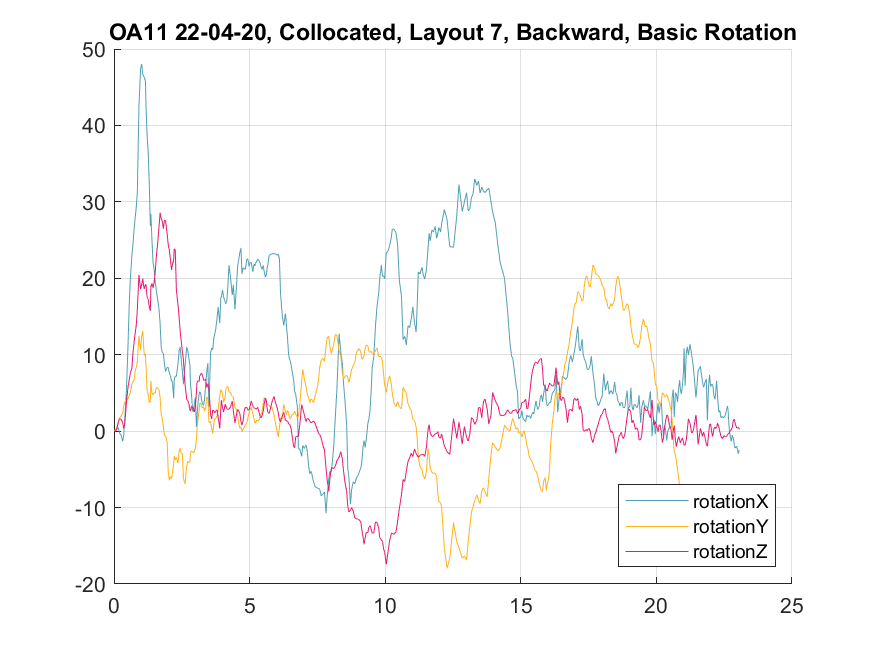 OA11 22-04-20, Collocated, Layout 7, Backward, Basic Rotation
50
40
30
20
10
0
-10
-20
0 5 10 15 20 25
rotationX
rotationY
rotationZ